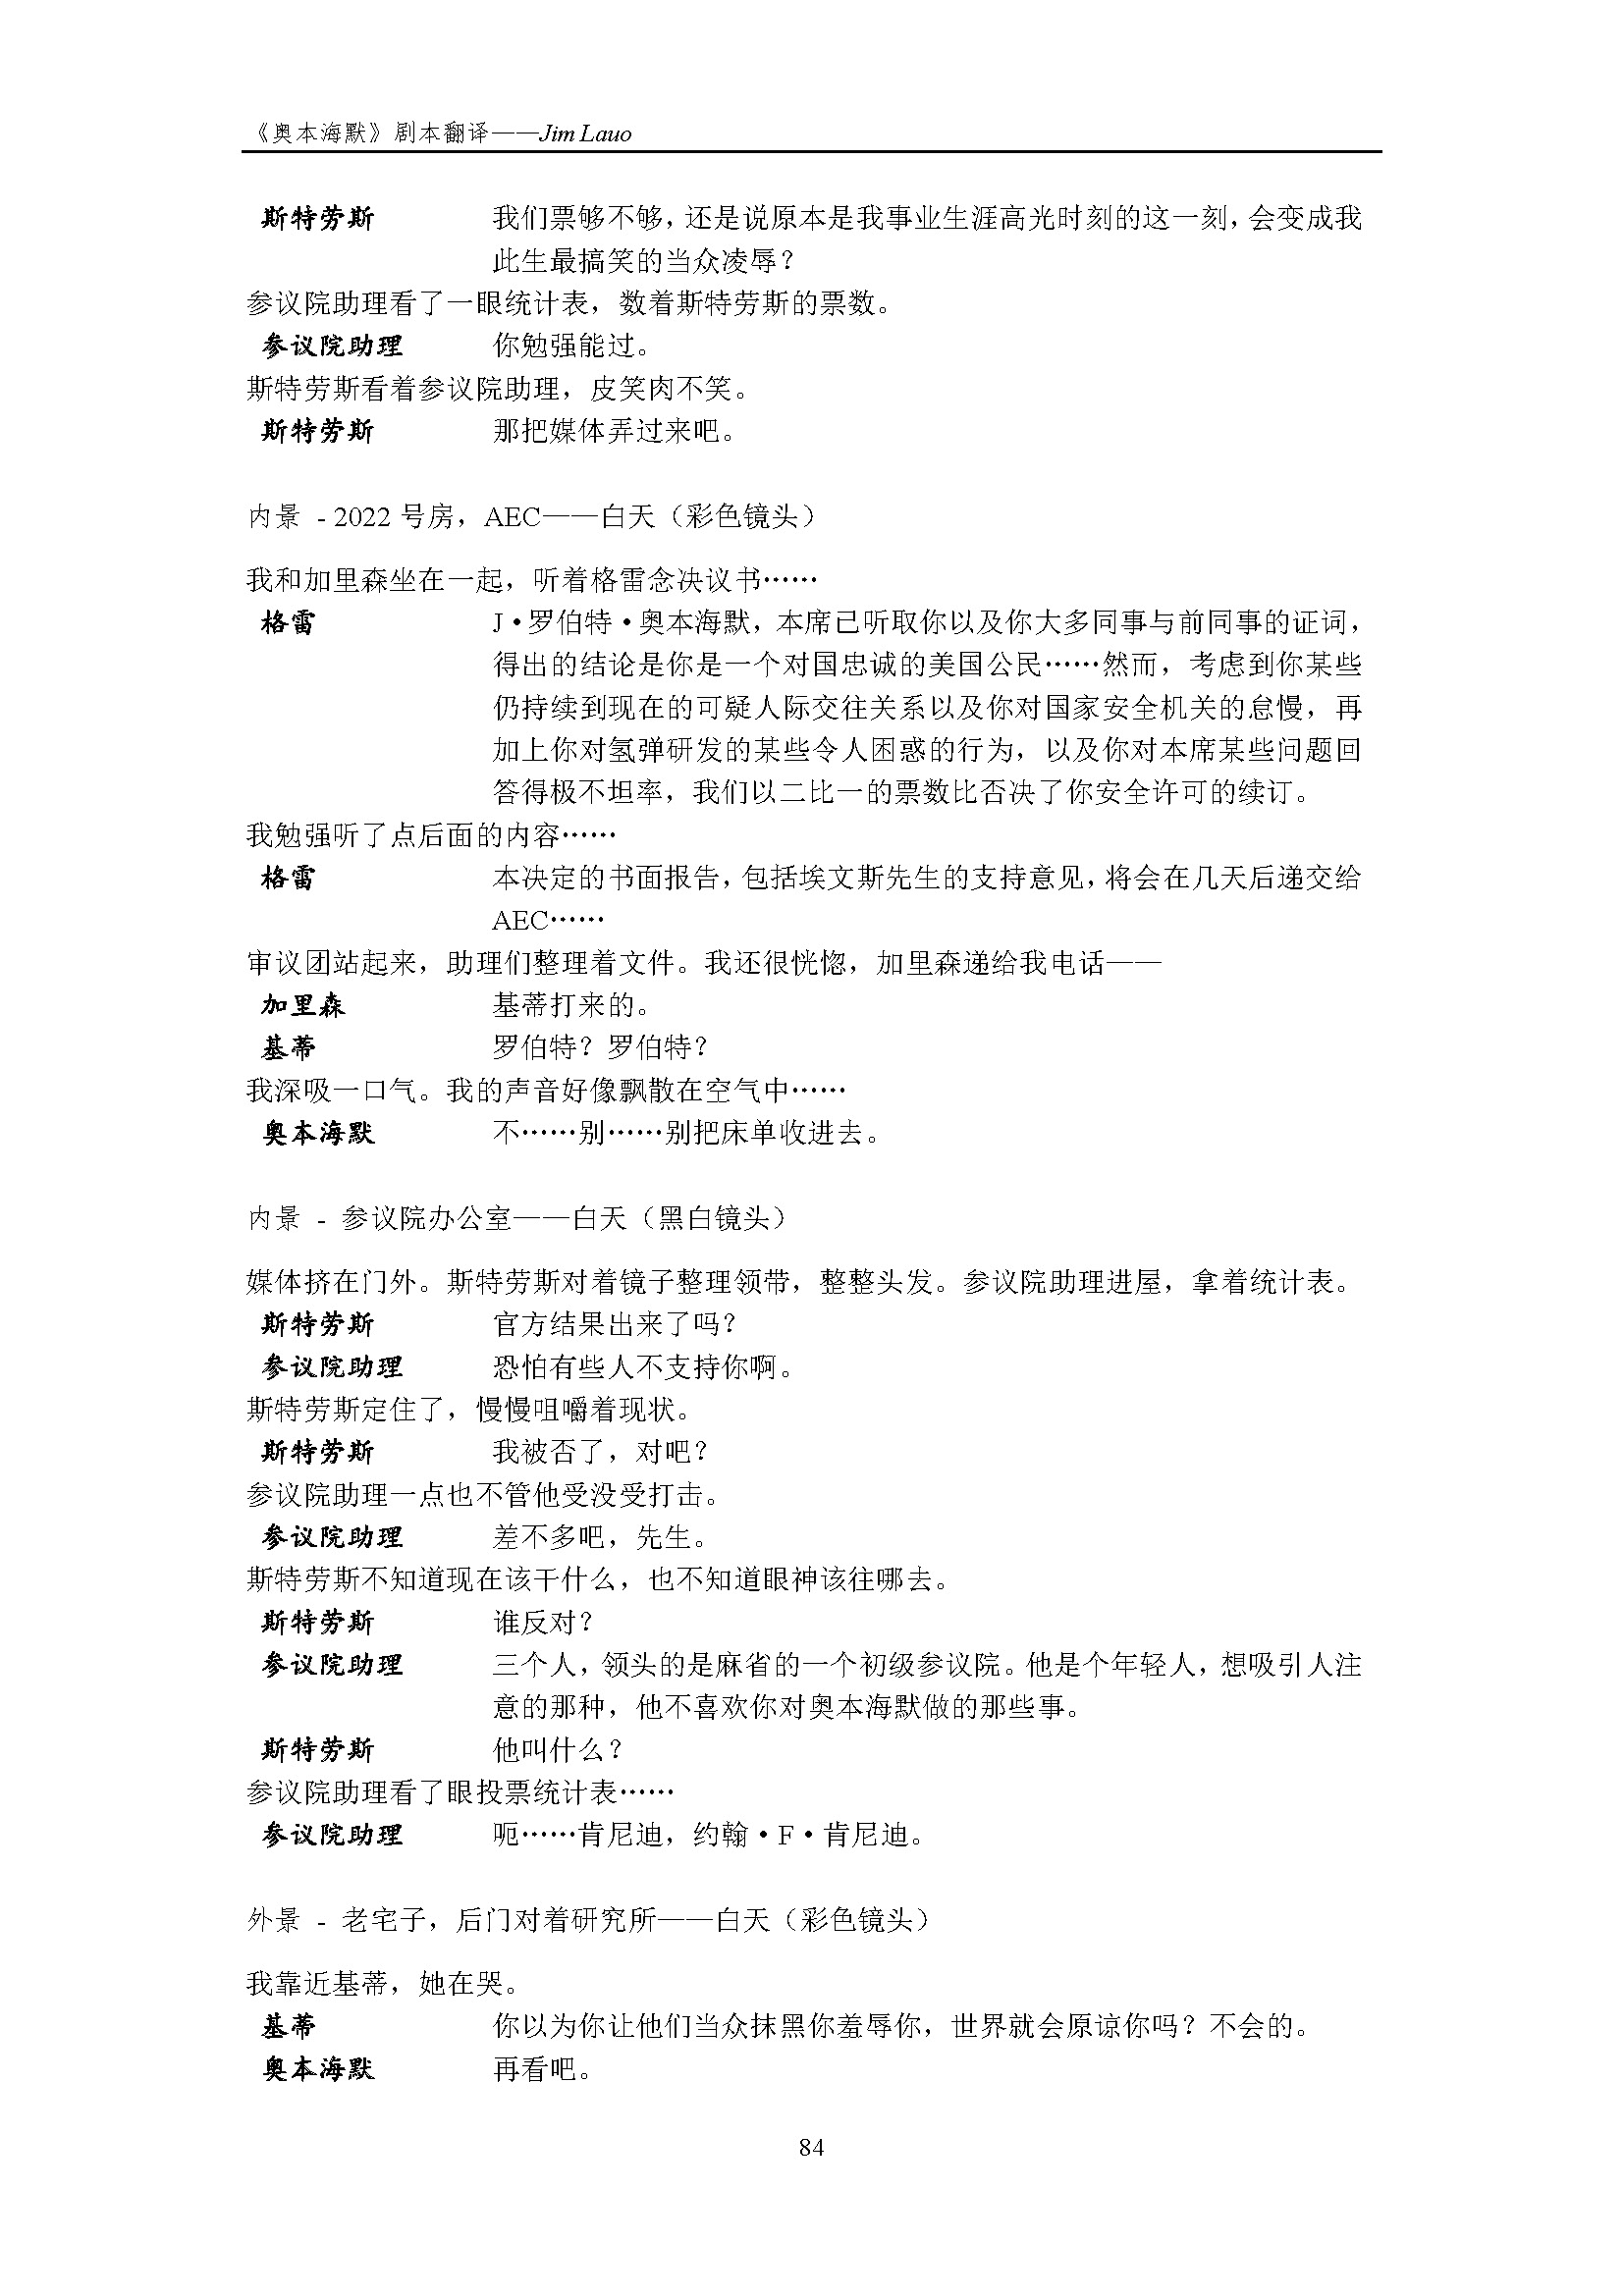 《奥本海默》剧本翻译——Jim Lauo
斯特劳斯 我们票够不够，还是说原本是我事业生涯高光时刻的这一刻，会变成我
此生最搞笑的当众凌辱？
参议院助理看了一眼统计表，数着斯特劳斯的票数。
参议院助理 你勉强能过。
斯特劳斯看着参议院助理，皮笑肉不笑。
斯特劳斯 那把媒体弄过来吧。
内景 - 2022 号房，AEC——白天（彩色镜头）
我和加里森坐在一起，听着格雷念决议书……
格雷 J·罗伯特·奥本海默，本席已听取你以及你大多同事与前同事的证词，
得出的结论是你是一个对国忠诚的美国公民……然而，考虑到你某些
仍持续到现在的可疑人际交往关系以及你对国家安全机关的怠慢，再
加上你对氢弹研发的某些令人困惑的行为，以及你对本席某些问题回
答得极不坦率，我们以二比一的票数比否决了你安全许可的续订。
我勉强听了点后面的内容……
格雷 本决定的书面报告，包括埃文斯先生的支持意见，将会在几天后递交给
AEC……
审议团站起来，助理们整理着文件。我还很恍惚，加里森递给我电话——
加里森 基蒂打来的。
基蒂 罗伯特？罗伯特？
我深吸一口气。我的声音好像飘散在空气中……
奥本海默 不……别……别把床单收进去。
内景 - 参议院办公室——白天（黑白镜头）
媒体挤在门外。斯特劳斯对着镜子整理领带，整整头发。参议院助理进屋，拿着统计表。
斯特劳斯 官方结果出来了吗？
参议院助理 恐怕有些人不支持你啊。
斯特劳斯定住了，慢慢咀嚼着现状。
斯特劳斯 我被否了，对吧？
参议院助理一点也不管他受没受打击。
参议院助理 差不多吧，先生。
斯特劳斯不知道现在该干什么，也不知道眼神该往哪去。
斯特劳斯 谁反对？
参议院助理 三个人，领头的是麻省的一个初级参议院。他是个年轻人，想吸引人注
意的那种，他不喜欢你对奥本海默做的那些事。
斯特劳斯 他叫什么？
参议院助理看了眼投票统计表……
参议院助理 呃……肯尼迪，约翰·F·肯尼迪。
外景 - 老宅子，后门对着研究所——白天（彩色镜头）
我靠近基蒂，她在哭。
基蒂 你以为你让他们当众抹黑你羞辱你，世界就会原谅你吗？不会的。
奥本海默 再看吧。
84